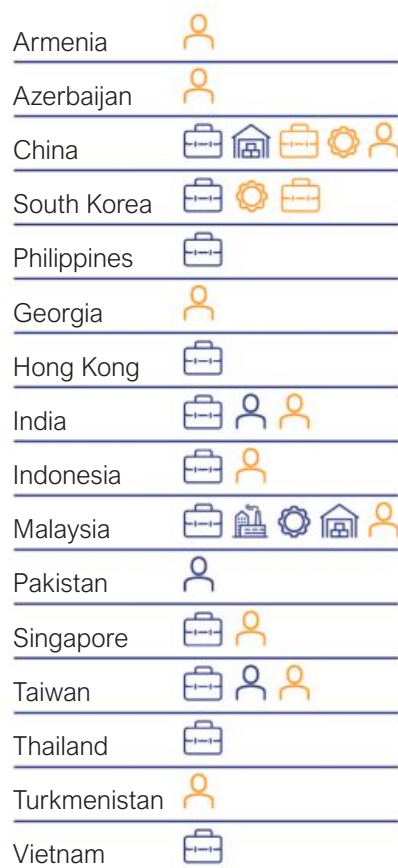 Armenia
Azerbaijan
China
South Korea
Philippines
Georgia
Hong Kong
India
Indonesia
Malaysia
Pakistan
Singapore
Taiwan
Thailand
Turkmenistan
Vietnam